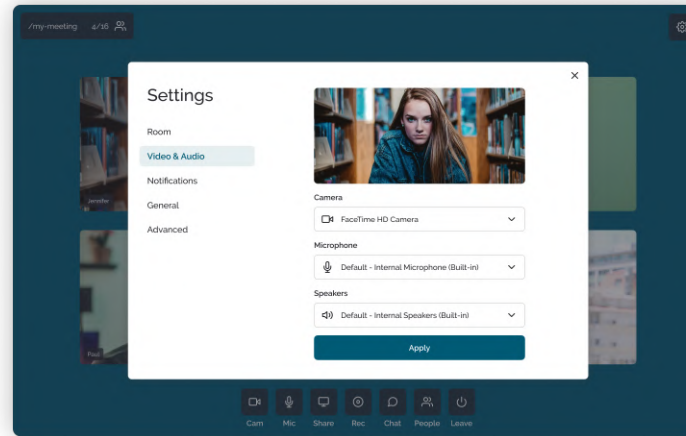 /my-meeting 4/16
Settings
Room
Video & Audio
Notifications
General
Advanced
Camera
FaceTime HD Camera
Microphone
Default - Internal Microphone (Built-in)
Speakers
Default - Internal Speakers (Built-in)
Apply
Jennifer
Paul
Cam Mic Share Rec Chat People Leave